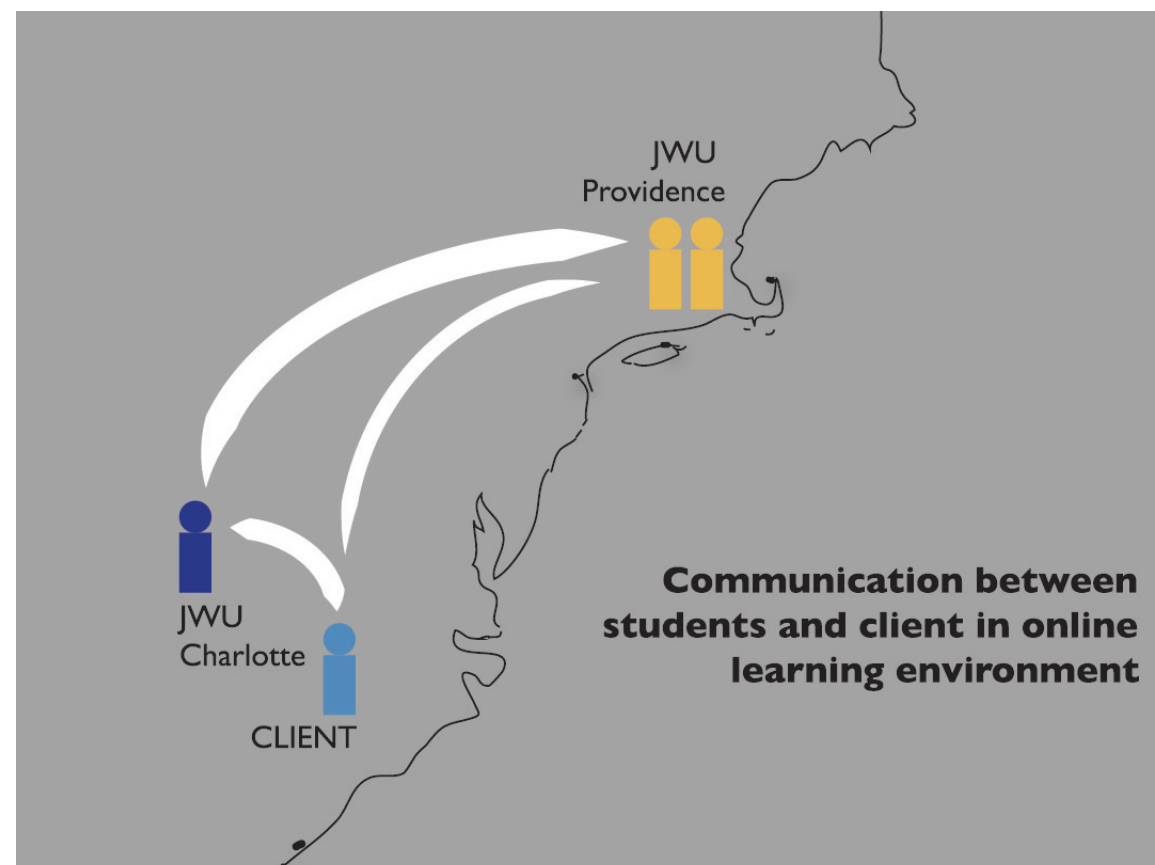 JWU
Providence
JWU
Charlotte
CLIENT
Communication between
students and client in online
learning environment